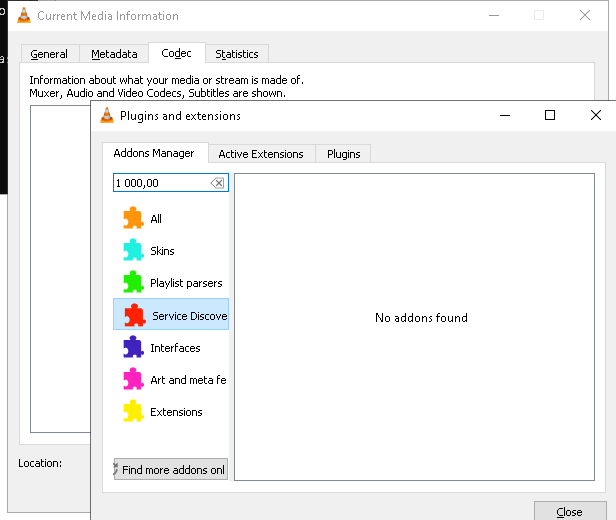 Current Media Information
General
Metadata
Codec
Statistics
Information about what your media or stream is made of.
Muxer, Audio and Video Codecs, Subtitles are shown.
Plugins and extensions
Addons Manager
Active Extensions
Plugins
1 000,00
All
Skins
Playlist parsers
Service Discove
Interfaces
Art and meta fe
Extensions
No addons found
Location:
Find more addons onl
Close